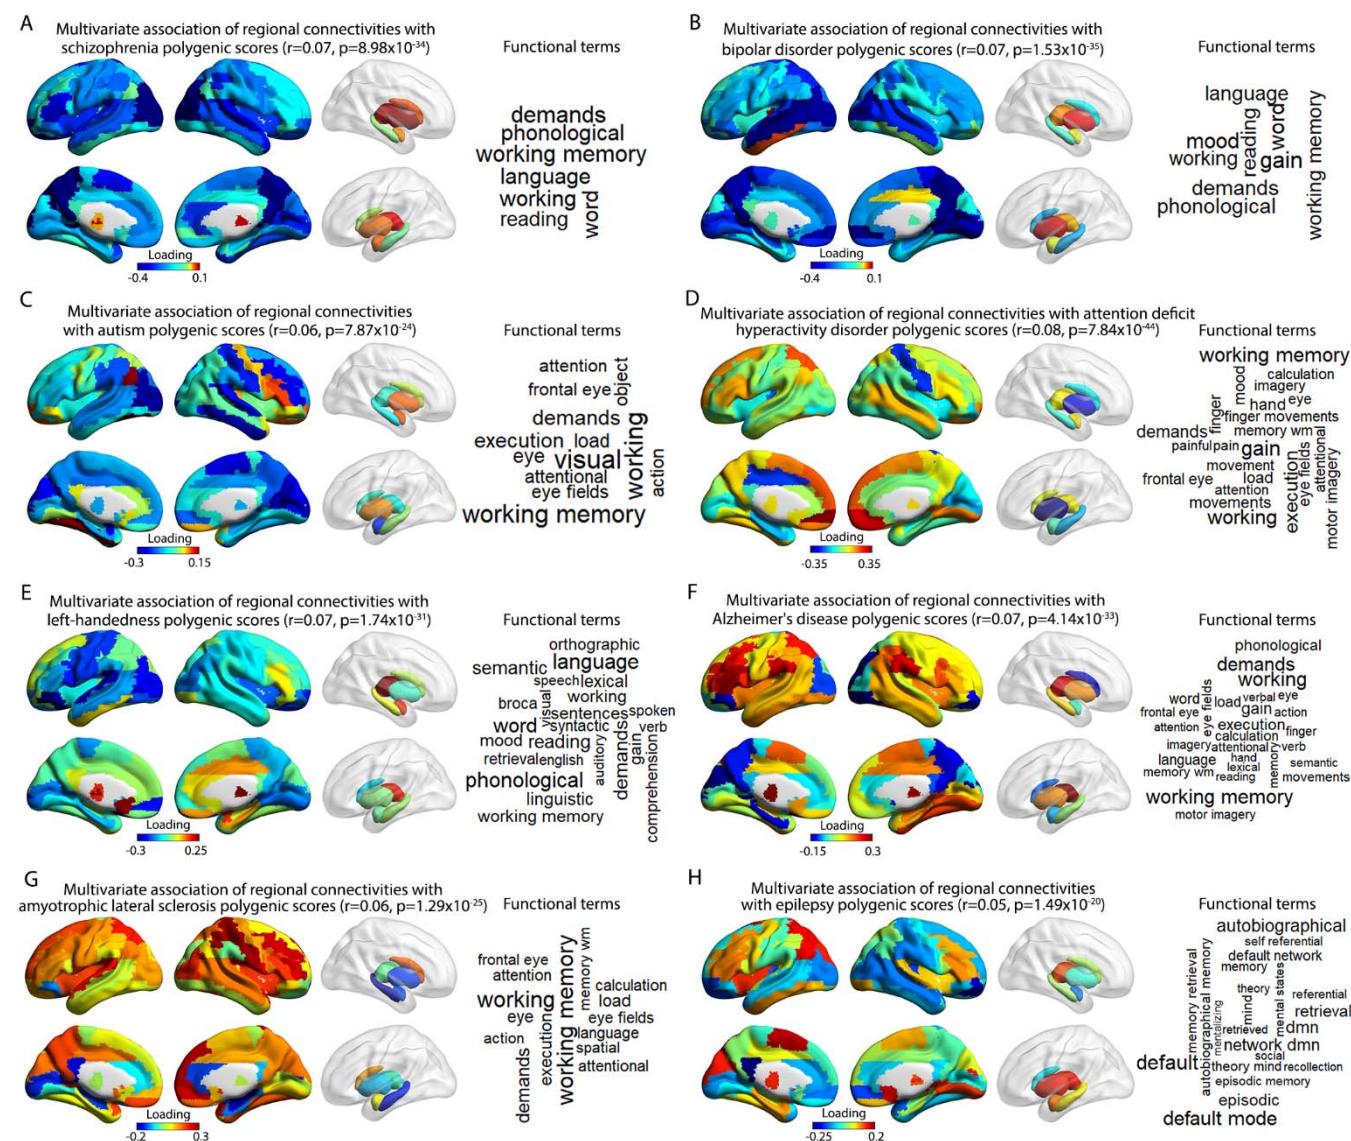 A
Multivariate association of regional connectivities with
schizophrenia polygenic scores (r=0.07, p=8.98x10⁻³⁴)
Functional terms
demands
phonological
working memory
language
working
reading
word
Loading
-0.4
0.1
B
Multivariate association of regional connectivities with
bipolar disorder polygenic scores (r=0.07, p=1.53x10⁻³⁵)
Functional terms
language
reading
word
working memory
mood
working
gain
demands
phonological
Loading
-0.4
0.1
C
Multivariate association of regional connectivities
with autism polygenic scores (r=0.06, p=7.87x10⁻²⁴)
Functional terms
attention
object
frontal eye
demands
working
execution load
eye
visual
action
attentional
eye fields
working memory
Loading
-0.3
0.15
D
Multivariate association of regional connectivities with attention deficit
hyperactivity disorder polygenic scores (r=0.08, p=7.84x10⁻⁴⁴)
Functional terms
working memory
mood
calculation
imagery
finger
hand
eye
finger movements
demands
memory wm
painful
pain
gain
attentional
movement
execution
eye fields
motor imagery
frontal eye
load
attention
movements
working
Loading
-0.35
0.35
E
Multivariate association of regional connectivities with
left-handedness polygenic scores (r=0.07, p=1.74x10⁻³¹)
Functional terms
orthographic
semantic
language
speech
lexical
working
broca
visual
sentences
spoken
word
syntactic
verb
mood
reading
auditory
demands
gain
comprehension
retrieval
english
phonological
linguistic
working memory
Loading
-0.3
0.25
F
Multivariate association of regional connectivities with
Alzheimer's disease polygenic scores (r=0.07, p=4.14x10⁻³³)
Functional terms
phonological
demands
working
word
eye fields
load
verbal
eye
frontal eye
gain
action
attention
execution
calculation
finger
imagery
attentional
verb
language
hand
lexical
memory
semantic
memory wm
reading
movements
working memory
motor imagery
Loading
-0.15
0.3
G
Multivariate association of regional connectivities with
amyotrophic lateral sclerosis polygenic scores (r=0.06, p=1.29x10⁻²⁵)
Functional terms
frontal eye
attention
working memory
memory wm
calculation
working
load
eye
eye fields
action
execution
language
spatial
demands
attentional
Loading
-0.2
0.3
H
Multivariate association of regional connectivities
with epilepsy polygenic scores (r=0.05, p=1.49x10⁻²⁰)
Functional terms
autobiographical
self referential
default network
memory
memory retrieval
autobiographical memory
mentalizing
theory
mind
mental states
referential
retrieval
retrieved
dmn
network dmn
social
default
theory mind
recollection
episodic memory
episodic
default mode
Loading
-0.25
0.2